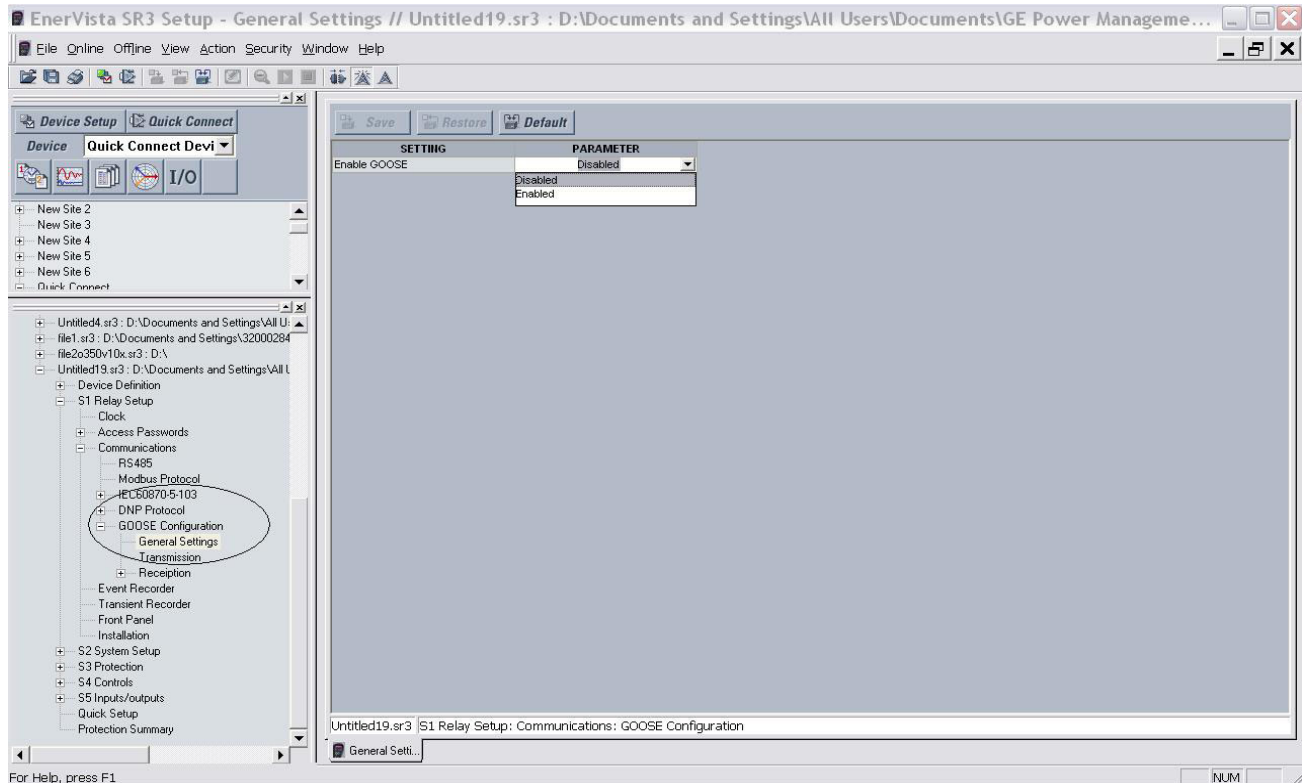 EnerVista SR3 Setup - General Settings // Untitled19.sr3 : D:\Documents and Settings\All Users\Documents\GE Power Manageme...
File Online Offline View Action Security Window Help
Device Setup Quick Connect
Device Quick Connect Devi
I/O
New Site 2
New Site 3
New Site 4
New Site 5
New Site 6
Quick Connect
Untitled4.sr3 : D:\Documents and Settings\All U
file1.sr3 : D:\Documents and Settings\32000284
file2o350v10x.sr3 : D:\
Untitled19.sr3 : D:\Documents and Settings\All U
Device Definition
S1 Relay Setup
Clock
Access Passwords
Communications
RS485
Modbus Protocol
IEC60870-5-103
DNP Protocol
GOOSE Configuration
General Settings
Transmission
Receiption
Event Recorder
Transient Recorder
Front Panel
Installation
S2 System Setup
S3 Protection
S4 Controls
S5 Inputs/outputs
Quick Setup
Protection Summary
Save Restore Default
SETTING PARAMETER
Enable GOOSE Disabled
Disabled
Enabled
Untitled19.sr3 S1 Relay Setup: Communications: GOOSE Configuration
General Setti...
For Help, press F1
NUM